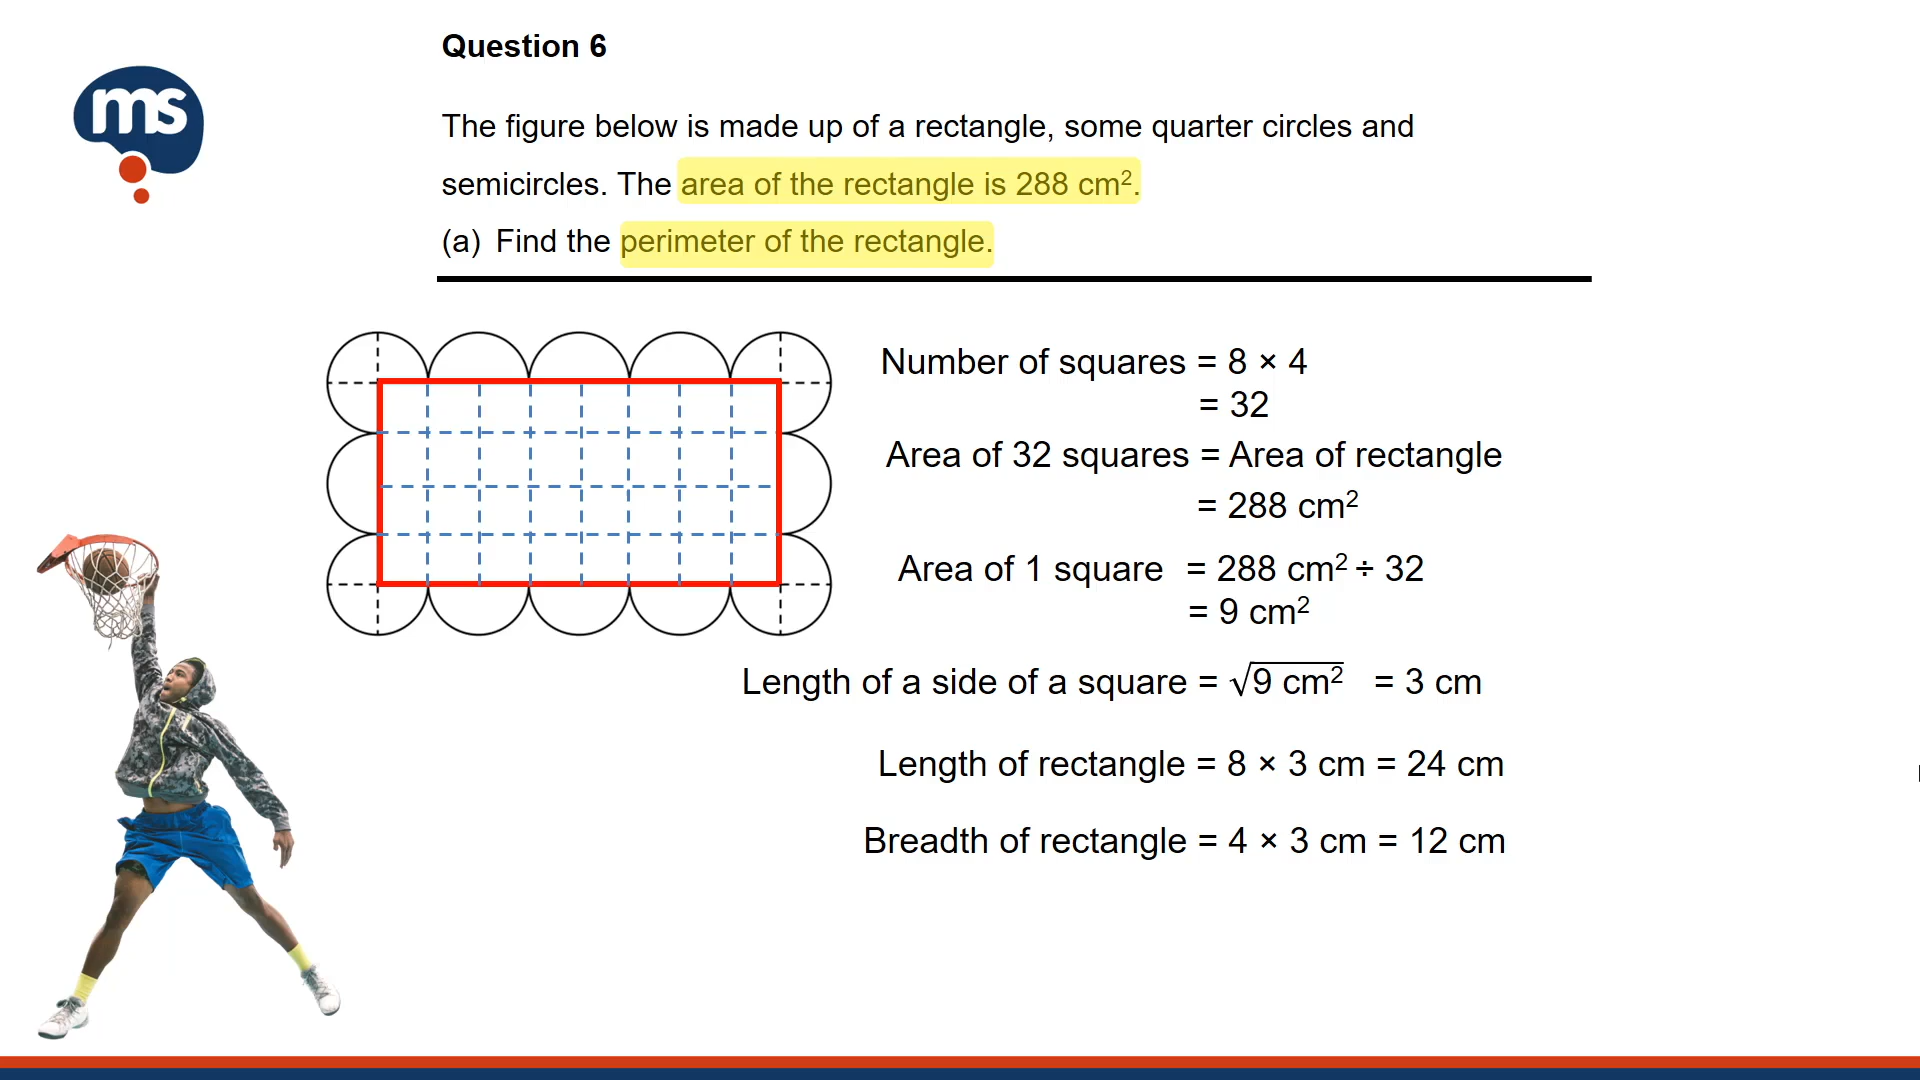 ms
Question 6
The figure below is made up of a rectangle, some quarter circles and
semicircles. The area of the rectangle is 288 cm².
(a) Find the perimeter of the rectangle.
Number of squares = 8 × 4
= 32
Area of 32 squares = Area of rectangle
= 288 cm²
Area of 1 square = 288 cm² ÷ 32
= 9 cm²
Length of a side of a square = √9 cm² = 3 cm
Length of rectangle = 8 × 3 cm = 24 cm
Breadth of rectangle = 4 × 3 cm = 12 cm